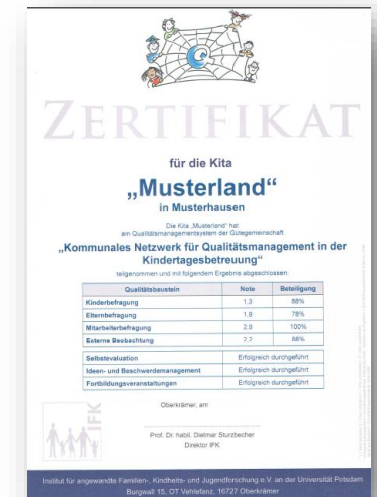 ZERTIFIKAT
für die Kita
„Musterland“
in Musterhausen
Die Kita „Musterland“ hat
am Qualitätsmanagementsystem der Gütegemeinschaft
„Kommunales Netzwerk für Qualitätsmanagement in der
Kindertagesbetreuung“
teilgenommen und mit folgendem Ergebnis abgeschlossen:
Qualitätsbaustein Note Beteiligung
Kinderbefragung 1,3 88%
Elternbefragung 1,9 78%
Mitarbeiterbefragung 2,9 100%
Externe Beobachtung 2,2 88%
Selbstevaluation Erfolgreich durchgeführt
Ideen- und Beschwerdemanagement Erfolgreich durchgeführt
Fortbildungsveranstaltungen Erfolgreich durchgeführt
Oberkrämer, am
IFK
Prof. Dr. habil. Dietmar Sturzbecher
Direktor IFK
Institut für angewandte Familien-, Kindheits- und Jugendforschung e.V. an der Universität Potsdam
Burgwall 15, OT Vehlefanz, 16727 Oberkrämer